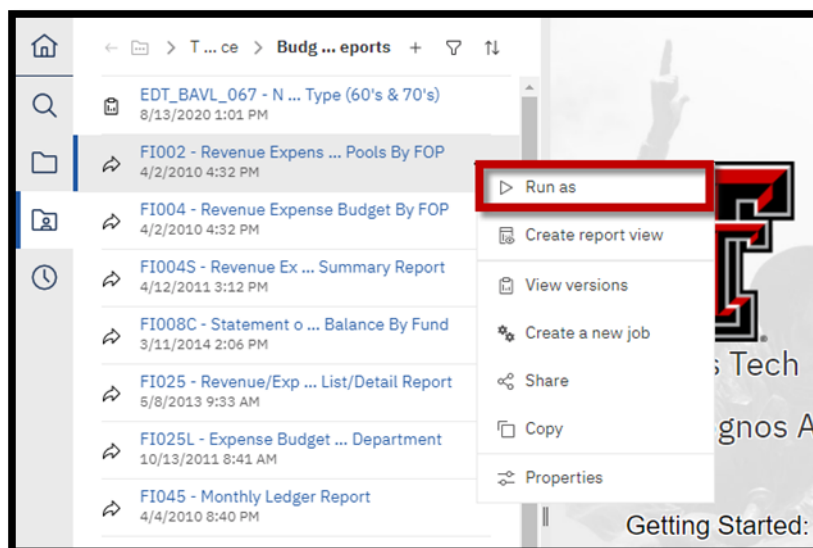 T ... ce > Budg ... eports +
EDT_BAVL_067 - N ... Type (60's & 70's)
8/13/2020 1:01 PM
FI002 - Revenue Expens ... Pools By FOP
4/2/2010 4:32 PM
FI004 - Revenue Expense Budget By FOP
4/2/2010 4:32 PM
FI004S - Revenue Ex ... Summary Report
4/12/2011 3:12 PM
FI008C - Statement o ... Balance By Fund
3/11/2014 2:06 PM
FI025 - Revenue/Exp ... List/Detail Report
5/8/2013 9:33 AM
FI025L - Expense Budget ... Department
10/13/2011 8:41 AM
FI045 - Monthly Ledger Report
4/4/2010 8:40 PM
Run as
Create report view
View versions
Create a new job
Share
Copy
Properties
s Tech
gnos A
Getting Started: